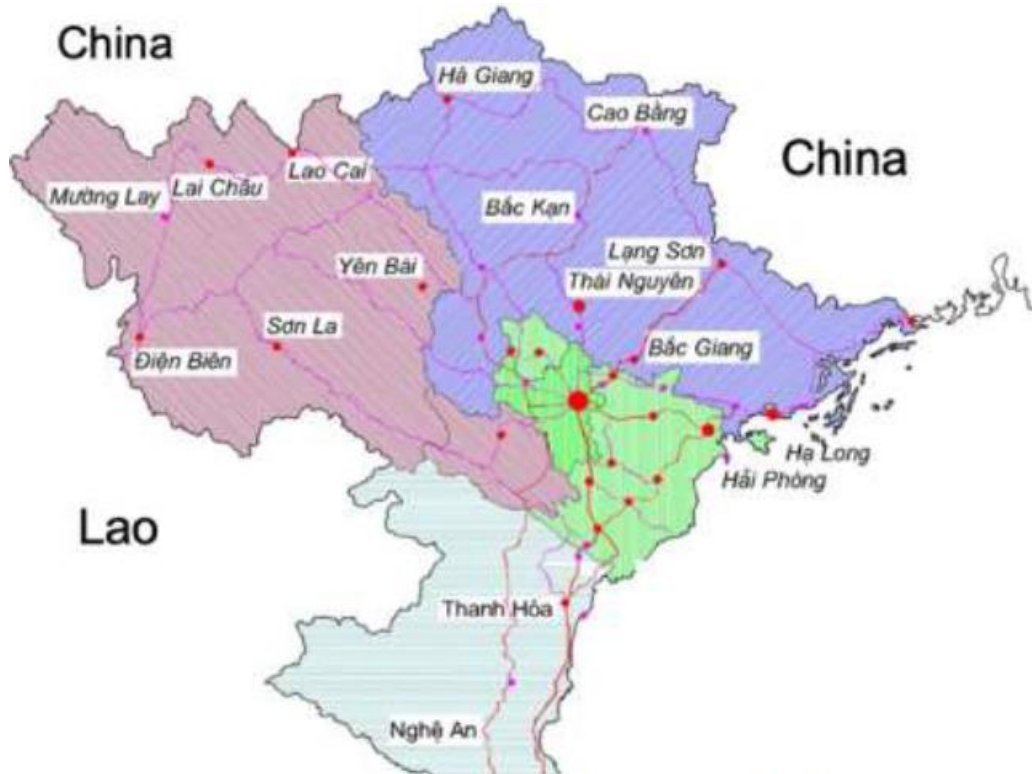 China
Hà Giang
Cao Bằng
China
Lao Cai
Lai Châu
Mường Lay
Bắc Kạn
Lạng Sơn
Yên Bái
Thái Nguyên
Sơn La
Bắc Giang
Điện Biên
Hạ Long
Hải Phòng
Lao
Thanh Hóa
Nghệ An